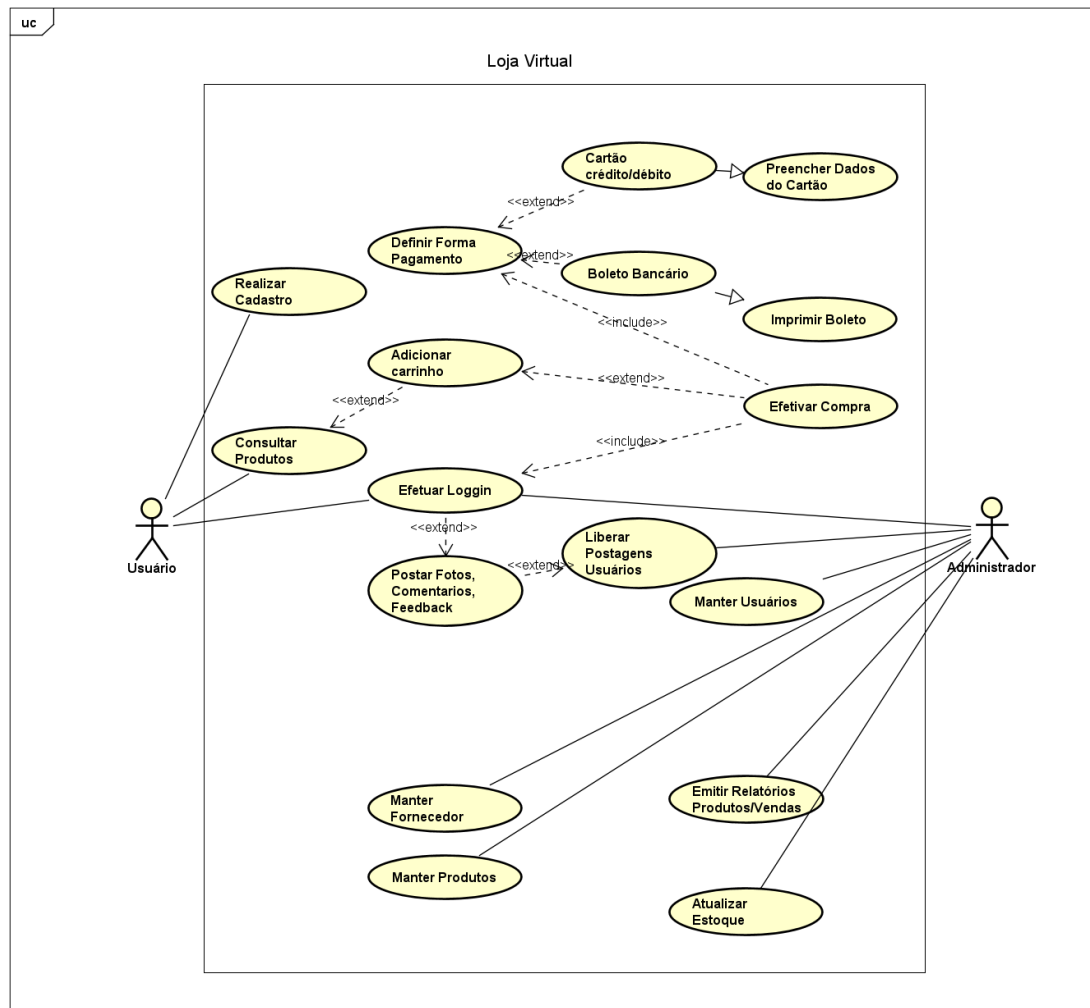 uc
Loja Virtual
Cartão
crédito/débito
Preencher Dados
do Cartão
<<extend>>
Definir Forma
Pagamento
<<extend>>
Boleto Bancário
Realizar
Cadastro
Imprimir Boleto
<<include>>
Adicionar
carrinho
<<extend>>
<<extend>>
Efetivar Compra
Consultar
Produtos
<<include>>
Efetuar Loggin
<<extend>>
Liberar
Postagens
Usuários
<<extend>>
Usuário
Administrador
Postar Fotos,
Comentarios,
Feedback
Manter Usuários
Manter
Fornecedor
Emitir Relatórios
Produtos/Vendas
Manter Produtos
Atualizar
Estoque